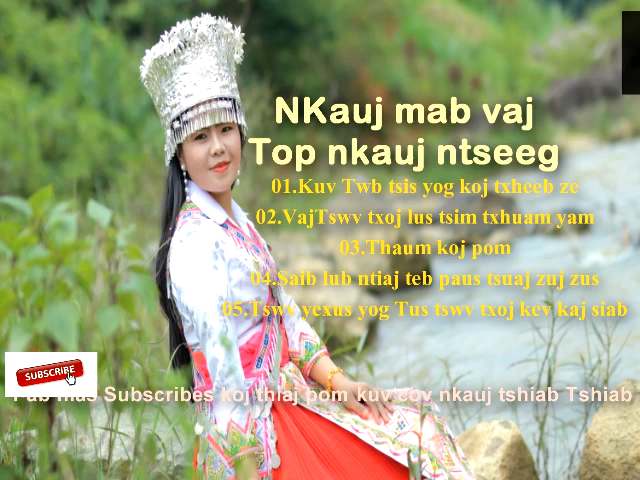 NKauj mab vaj
Top nkauj ntseeg
01.Kuv Twb tsis yog koj txheeb ze
02.VajTswv txoj lus tsim txhuam yam
03.Thaum koj pom
04.Saib lub ntiaj teb paus tsuaj zuj zus
05.Tswv yexus yog Tus tswv txoj kev kaj siab
SUBSCRIBE
Pab mas Subscribes koj thiaj pom kuv cov nkauj tshiab Tshiab